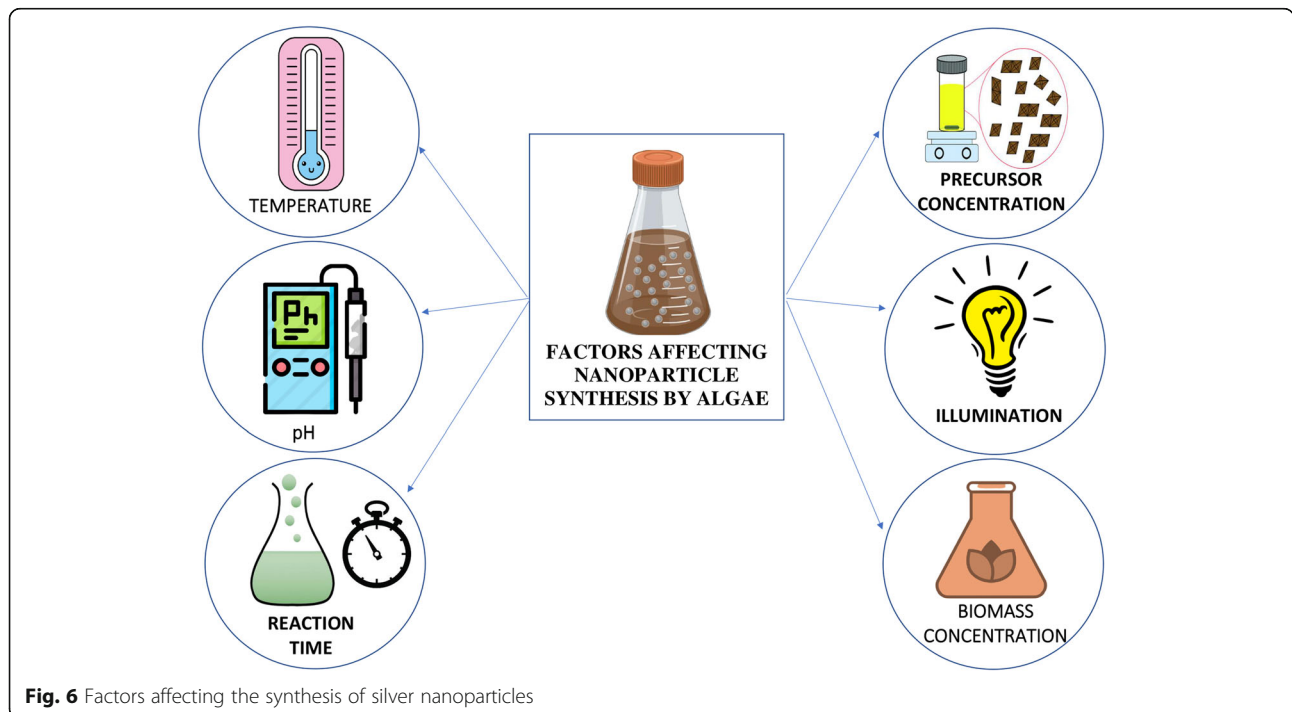 TEMPERATURE
PRECURSOR
CONCENTRATION
Ph
pH
FACTORS AFFECTING
NANOPARTICLE
SYNTHESIS BY ALGAE
ILLUMINATION
REACTION
TIME
BIOMASS
CONCENTRATION
Fig. 6 Factors affecting the synthesis of silver nanoparticles